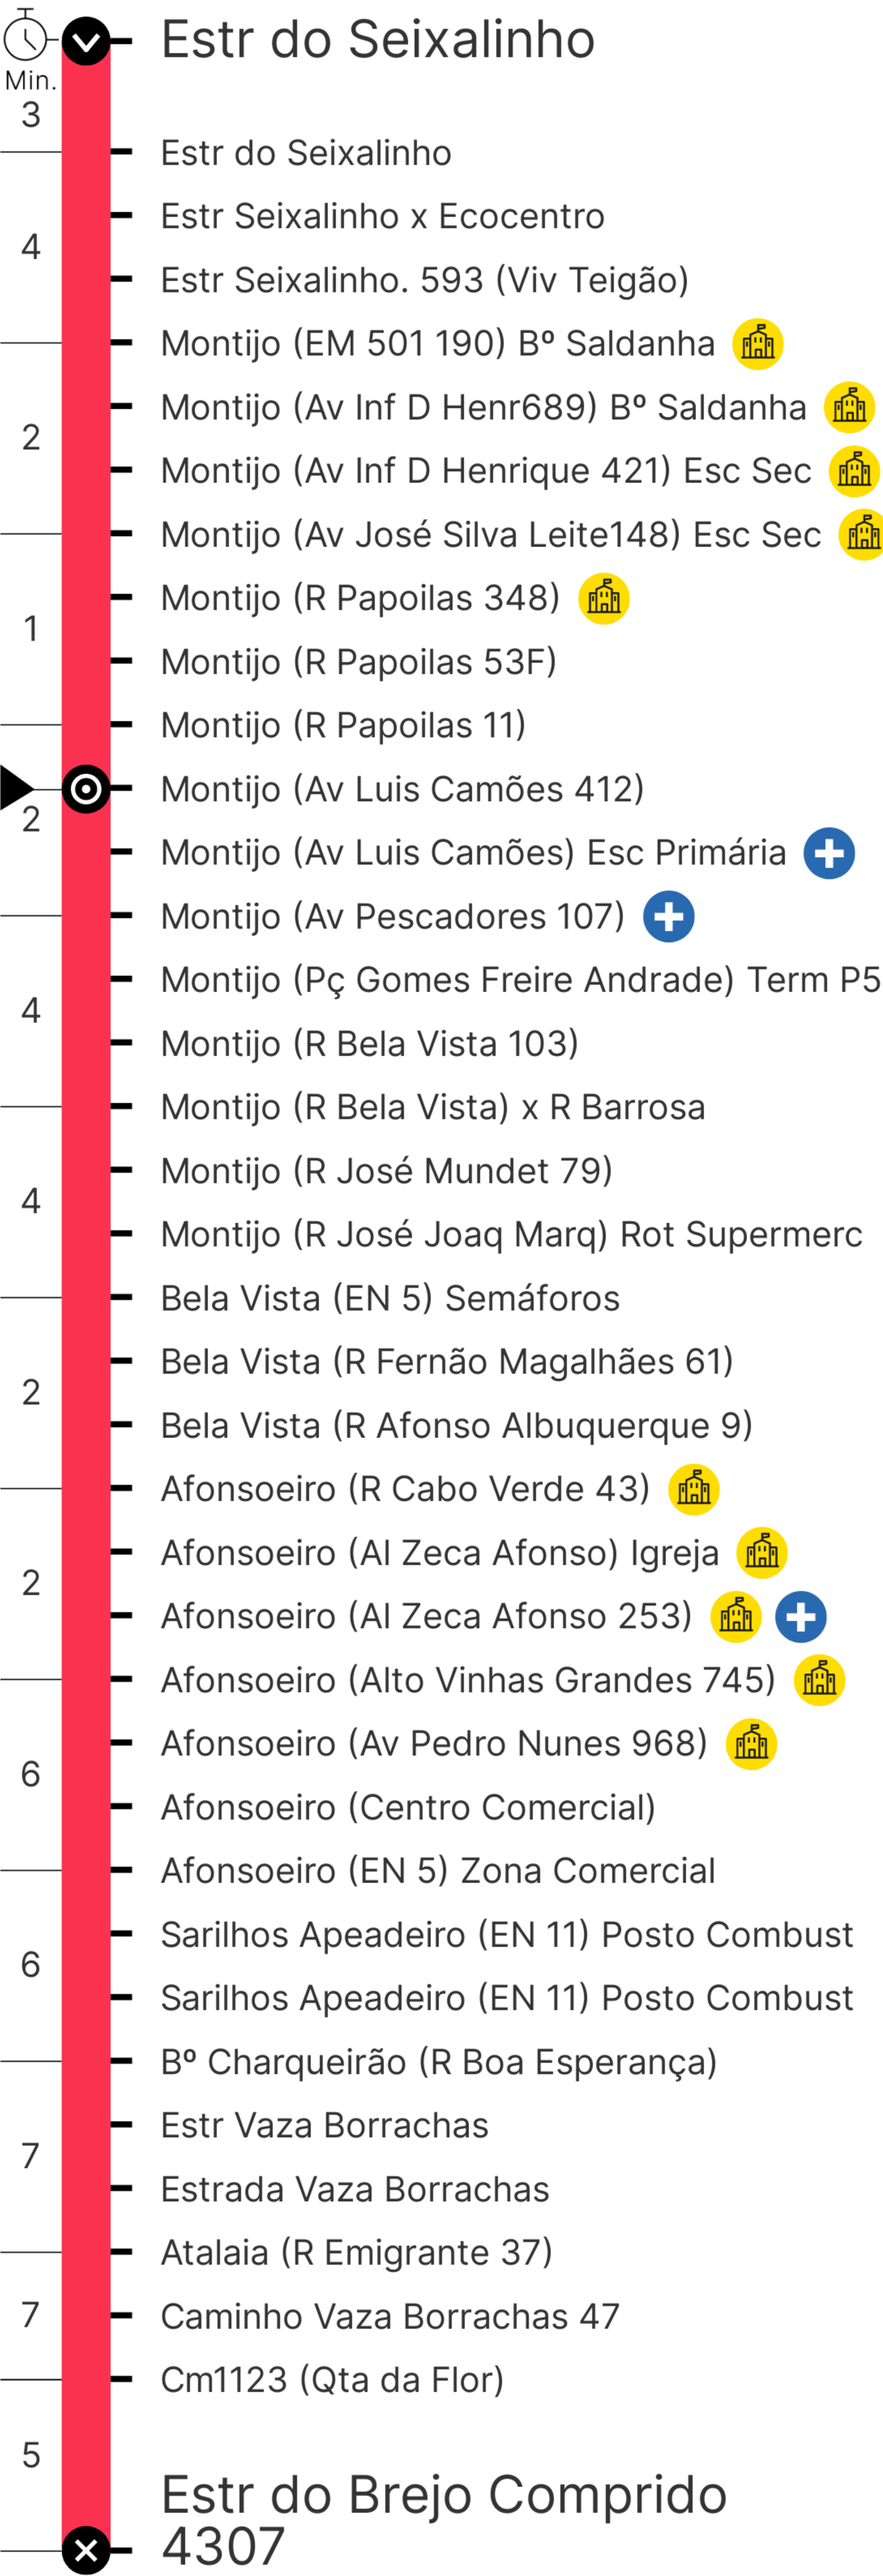 Estr do Seixalinho
Min.
3
Estr do Seixalinho
Estr Seixalinho x Ecocentro
4
Estr Seixalinho. 593 (Viv Teigão)
Montijo (EM 501 190) Bº Saldanha
Montijo (Av Inf D Henr689) Bº Saldanha
2
Montijo (Av Inf D Henrique 421) Esc Sec
Montijo (Av José Silva Leite148) Esc Sec
Montijo (R Papoilas 348)
1
Montijo (R Papoilas 53F)
Montijo (R Papoilas 11)
Montijo (Av Luis Camões 412)
2
Montijo (Av Luis Camões) Esc Primária
Montijo (Av Pescadores 107)
Montijo (Pç Gomes Freire Andrade) Term P5
4
Montijo (R Bela Vista 103)
Montijo (R Bela Vista) x R Barrosa
Montijo (R José Mundet 79)
4
Montijo (R José Joaq Marq) Rot Supermerc
Bela Vista (EN 5) Semáforos
Bela Vista (R Fernão Magalhães 61)
2
Bela Vista (R Afonso Albuquerque 9)
Afonsoeiro (R Cabo Verde 43)
Afonsoeiro (Al Zeca Afonso) Igreja
2
Afonsoeiro (Al Zeca Afonso 253)
Afonsoeiro (Alto Vinhas Grandes 745)
Afonsoeiro (Av Pedro Nunes 968)
6
Afonsoeiro (Centro Comercial)
Afonsoeiro (EN 5) Zona Comercial
Sarilhos Apeadeiro (EN 11) Posto Combust
6
Sarilhos Apeadeiro (EN 11) Posto Combust
Bº Charqueirão (R Boa Esperança)
Estr Vaza Borrachas
7
Estrada Vaza Borrachas
Atalaia (R Emigrante 37)
7
Caminho Vaza Borrachas 47
Cm1123 (Qta da Flor)
5
Estr do Brejo Comprido
4307